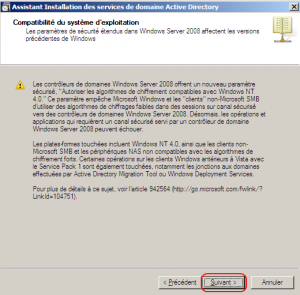 Assistant Installation des services de domaine Active Directory
Compatibilité du système d'exploitation
Les paramètres de sécurité étendus dans Windows Server 2008 affectent les versions
précédentes de Windows
Les contrôleurs de domaines Windows Server 2008 offrent un nouveau paramètre
sécurisé. "Autoriser les algorithmes de chiffrement compatibles avec Windows NT
4.0." Ce paramètre empêche Microsoft Windows et les "clients" non-Microsoft SMB
d'utiliser des algorithmes de chiffrages faibles dans des sessions sur canal sécurisé
vers des contrôleurs de domaines Windows Server 2008. Désormais, les opérations et
applications qui requièrent un canal sécurisé servi par un contrôleur de domaine
Windows Server 2008 peuvent échouer.
Les plates-formes touchées incluent Windows NT 4.0, ainsi que les clients non-
Microsoft SMB et les périphériques NAS non compatibles avec les algorithmes de
chiffrement forts. Certaines opérations sur les clients Windows antérieurs à Vista avec
le Service Pack 1 sont également touchées, notamment les jonctions aux domaines
effectuées par Active Directory Migration Tool ou Windows Deployment Services.
Pour plus de détails à ce sujet, voir l'article 942564 (http://go.microsoft.com/fwlink/?
LinkId=104751).
< Précédent
Suivant >
Annuler